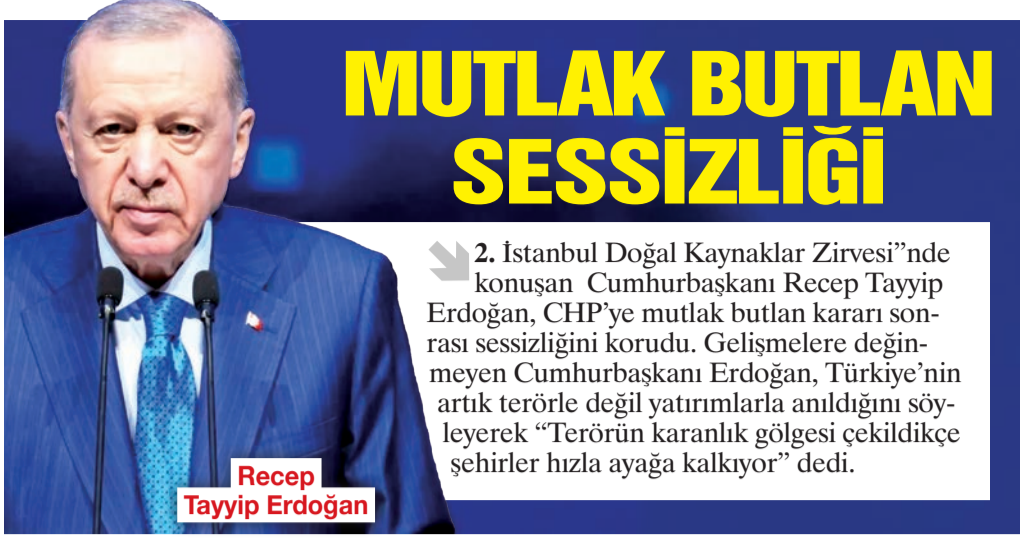 MUTLAK BUTLAN
SESSİZLİĞİ
2. İstanbul Doğal Kaynaklar Zirvesi”nde
konuşan Cumhurbaşkanı Recep Tayyip
Erdoğan, CHP’ye mutlak butlan kararı son-
rası sessizliğini korudu. Gelişmelere değin-
meyen Cumhurbaşkanı Erdoğan, Türkiye’nin
artık terörle değil yatırımlarla anıldığını söy-
leyerek “Terörün karanlık gölgesi çekildikçe
şehirler hızla ayağa kalkıyor” dedi.
Recep
Tayyip Erdoğan